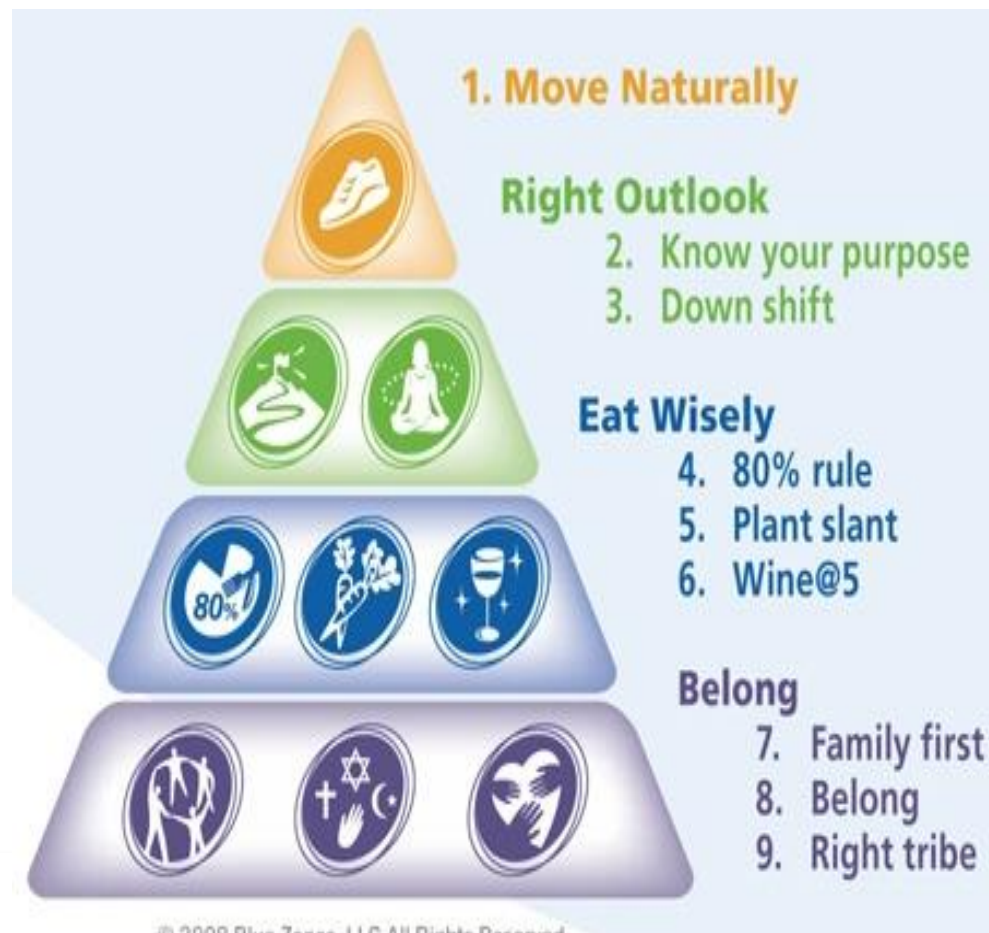 1. Move Naturally
Right Outlook
2. Know your purpose
3. Down shift
Eat Wisely
4. 80% rule
5. Plant slant
6. Wine@5
80%
Belong
7. Family first
8. Belong
9. Right tribe